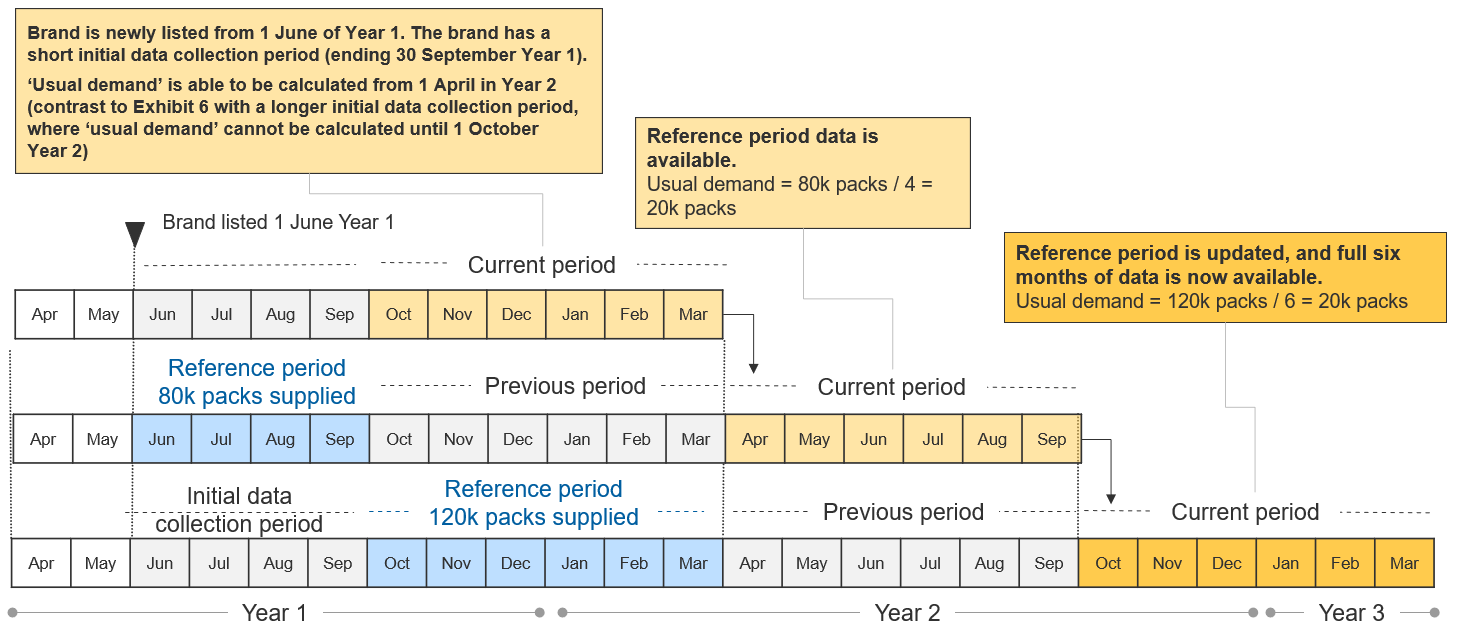 Brand is newly listed from 1 June of Year 1. The brand has a
short initial data collection period (ending 30 September Year 1).
‘Usual demand’ is able to be calculated from 1 April in Year 2
(contrast to Exhibit 6 with a longer initial data collection period,
where ‘usual demand’ cannot be calculated until 1 October
Year 2)
Reference period data is
available.
Usual demand = 80k packs / 4 =
20k packs
Reference period is updated, and full six
months of data is now available.
Usual demand = 120k packs / 6 = 20k packs
Brand listed 1 June Year 1
Current period
Apr May Jun Jul Aug Sep Oct Nov Dec Jan Feb Mar
Reference period
80k packs supplied
Previous period
Current period
Apr May Jun Jul Aug Sep Oct Nov Dec Jan Feb Mar Apr May Jun Jul Aug Sep
Initial data
collection period
Reference period
120k packs supplied
Previous period
Current period
Apr May Jun Jul Aug Sep Oct Nov Dec Jan Feb Mar Apr May Jun Jul Aug Sep Oct Nov Dec Jan Feb Mar
Year 1
Year 2
Year 3